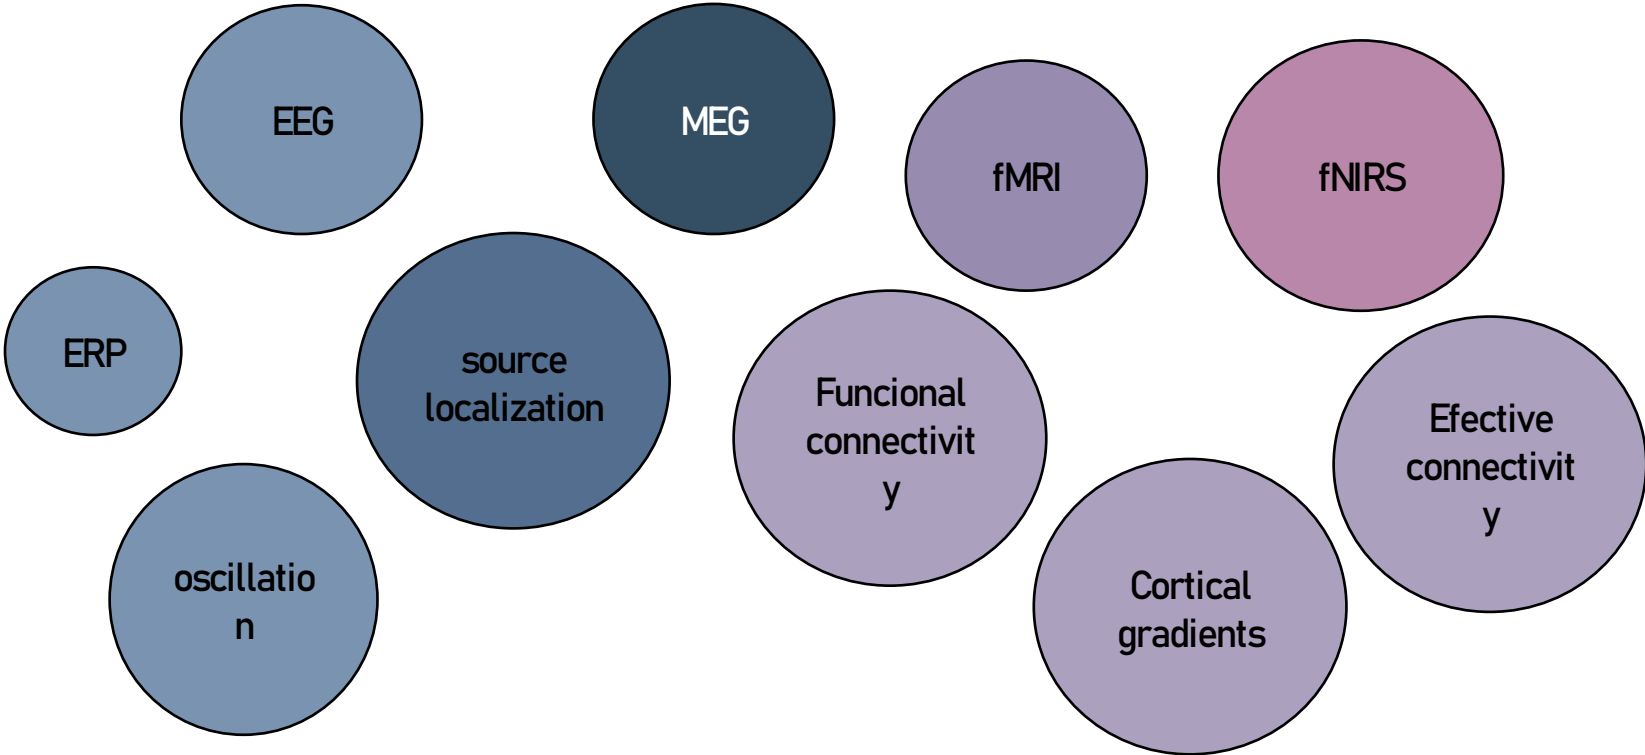 EEG
MEG
fMRI
fNIRS
ERP
source
localization
Funcional
connectivit
y
Efective
connectivit
y
oscillatio
n
Cortical
gradients